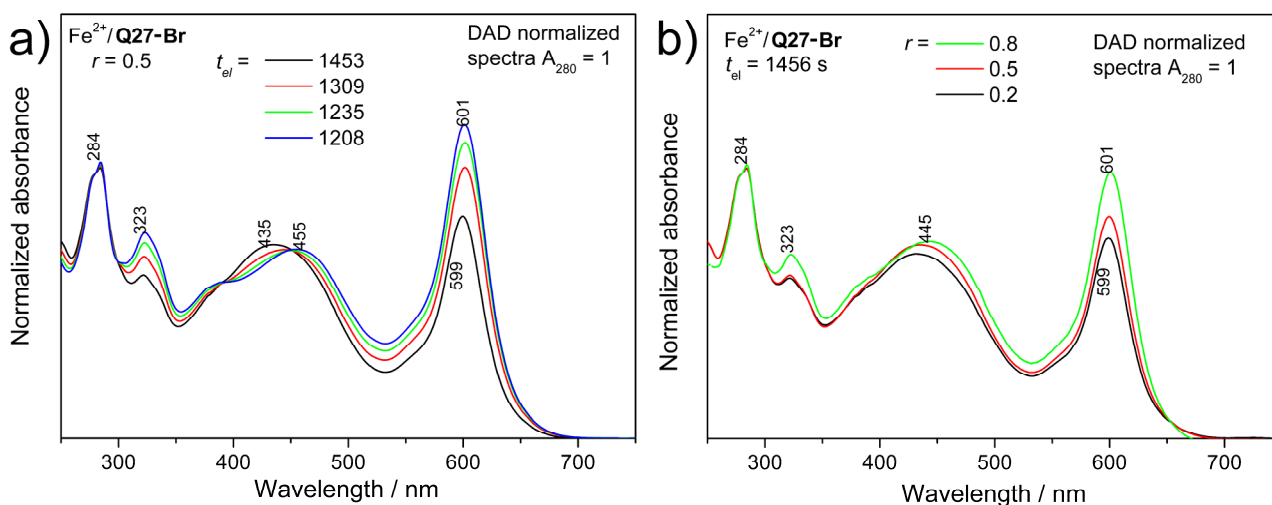 a)
Fe²⁺/Q27-Br
r = 0.5
t_el =
1453
1309
1235
1208
DAD normalized
spectra A₂₈₀ = 1
284
323
435
455
601
599
Normalized absorbance
300
400
500
600
700
Wavelength / nm
b)
Fe²⁺/Q27-Br
t_el = 1456 s
r =
0.8
0.5
0.2
DAD normalized
spectra A₂₈₀ = 1
284
323
445
601
599
Normalized absorbance
300
400
500
600
700
Wavelength / nm